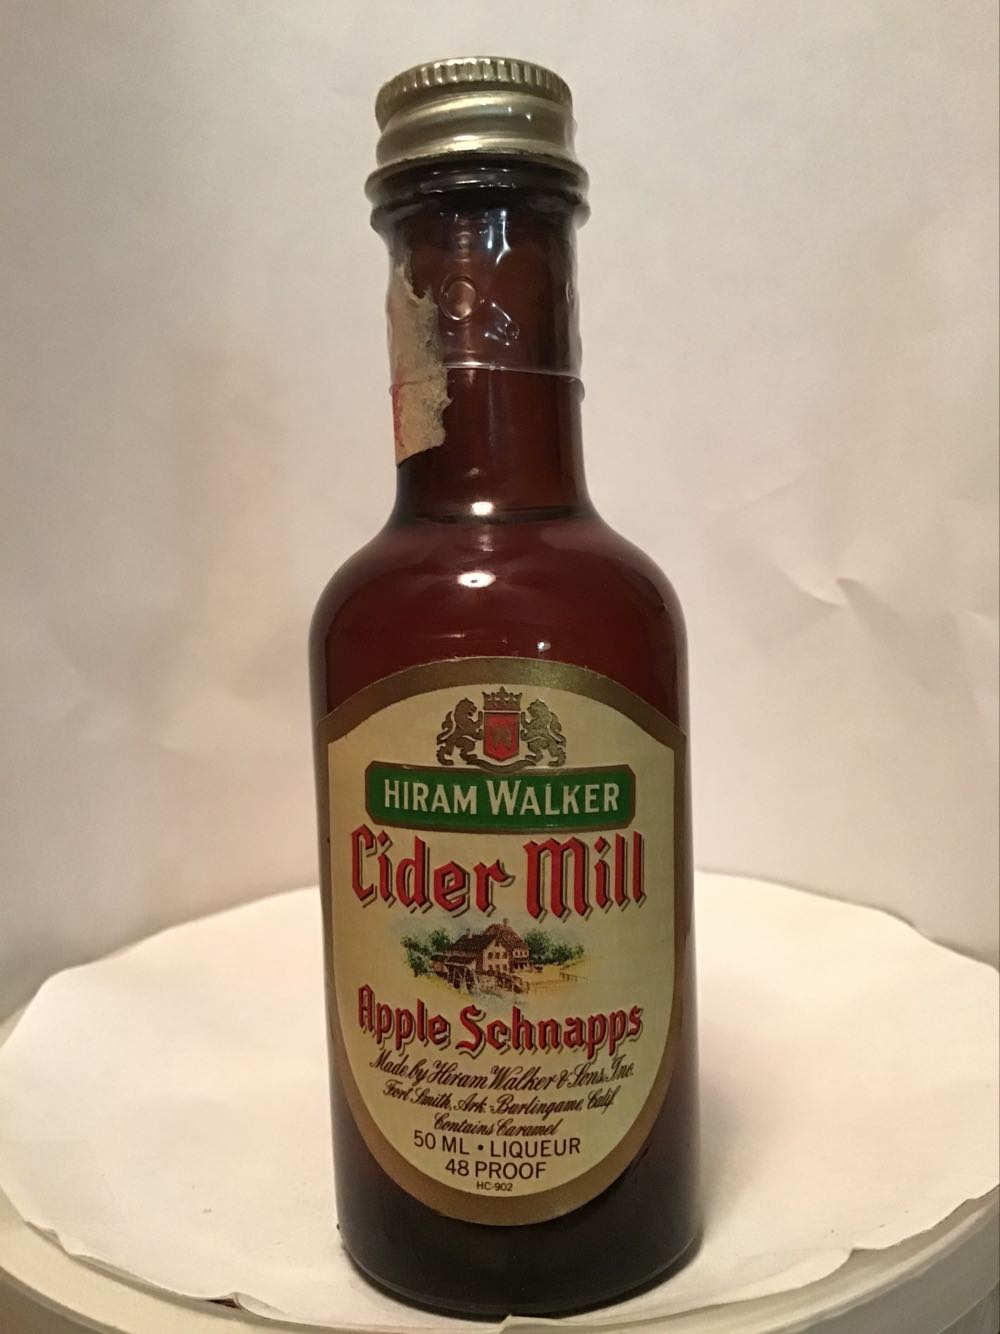 HIRAM WALKER
Cider Mill
Apple Schnapps
Made by Hiram Walker & Sons, Inc.
Fort Smith, Ark. - Burlingame, Calif.
Contains Caramel
50 ML • LIQUEUR
48 PROOF
HC-902